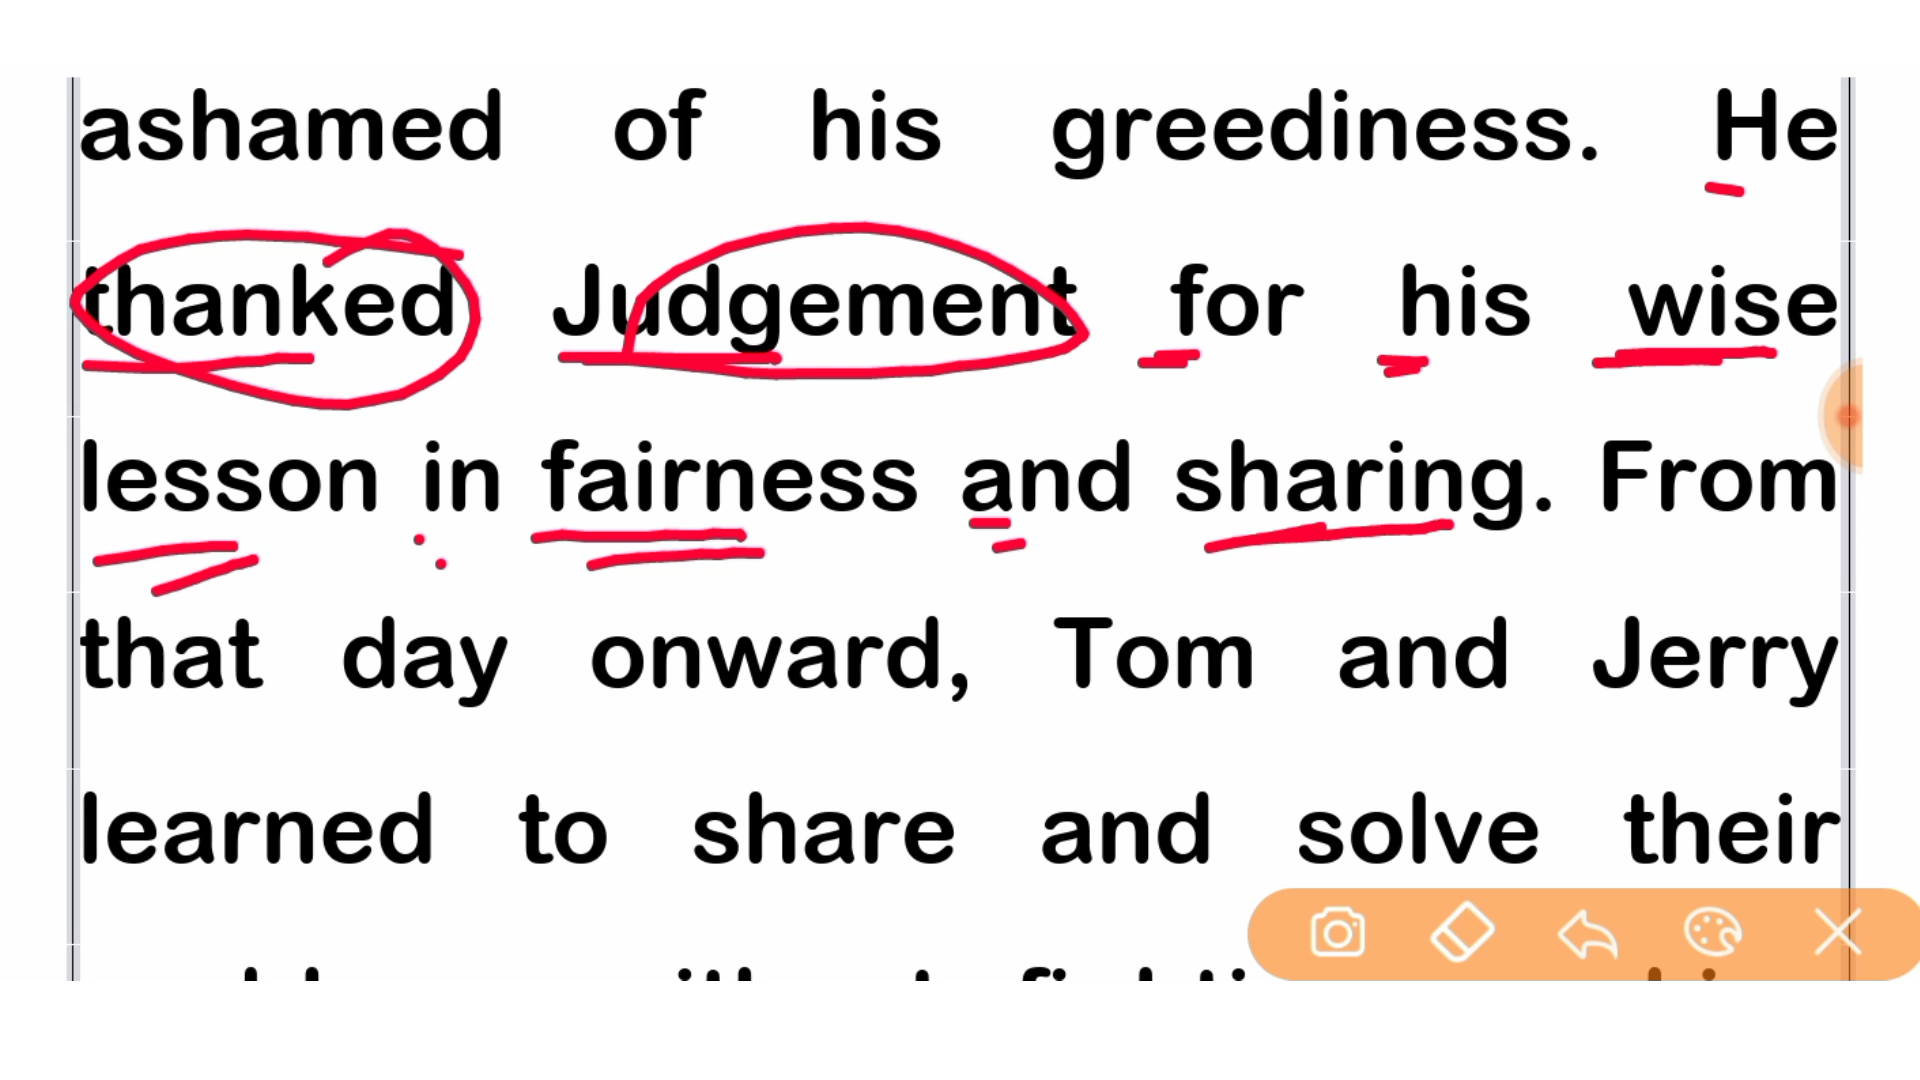 ashamed of his greediness. He
thanked Judgement for his wise
lesson in fairness and sharing. From
that day onward, Tom and Jerry
learned to share and solve their